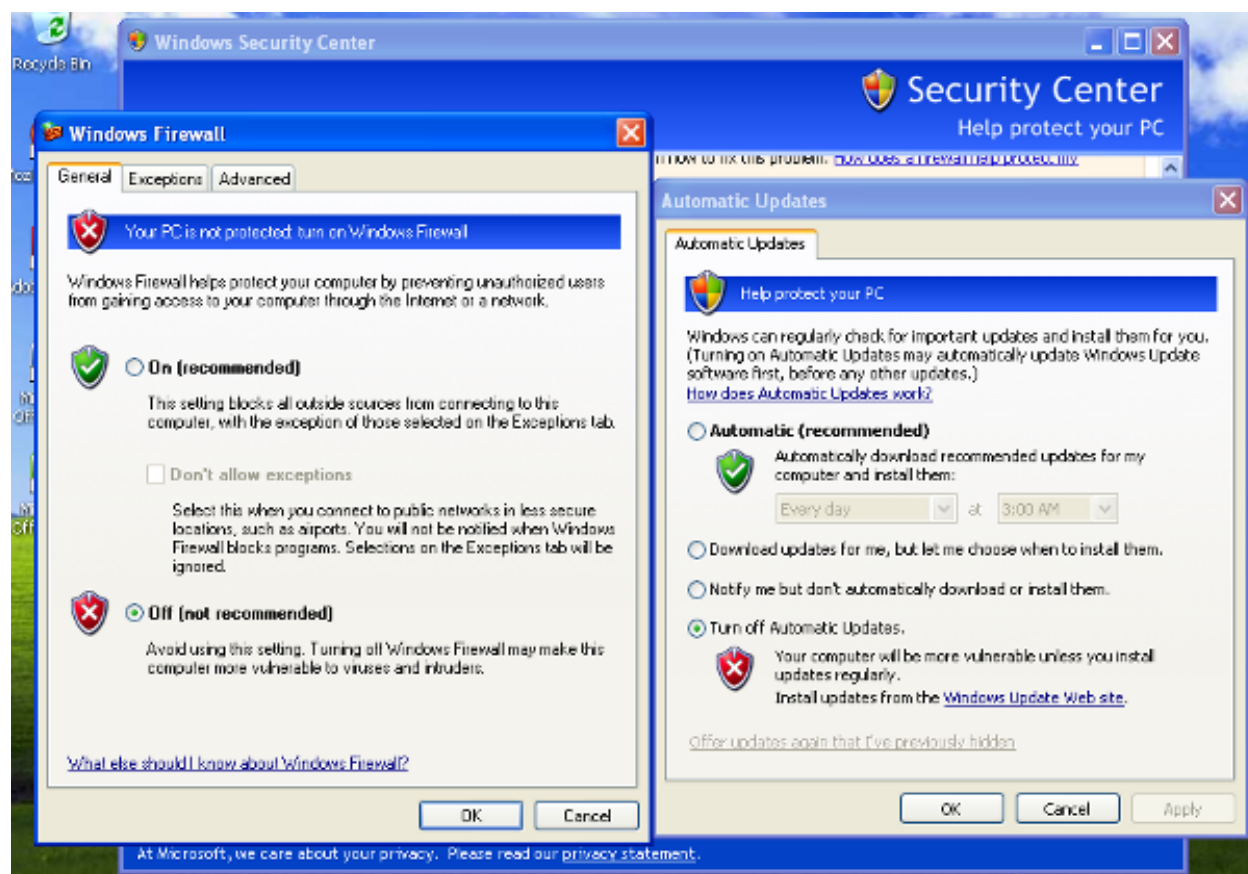 Recycle Bin
Windows Security Center
Security Center
Help protect your PC
Windows Firewall
General Exceptions Advanced
Your PC is not protected: turn on Windows Firewall
Windows Firewall helps protect your computer by preventing unauthorized users
from gaining access to your computer through the Internet or a network.
On (recommended)
This setting blocks all outside sources from connecting to this
computer, with the exception of those selected on the Exceptions tab.
Don't allow exceptions
Select this when you connect to public networks in less secure
locations, such as airports. You will not be notified when Windows
Firewall blocks programs. Selections on the Exceptions tab will be
ignored.
Off (not recommended)
Avoid using this setting. Turning off Windows Firewall may make this
computer more vulnerable to viruses and intruders.
What else should I know about Windows Firewall?
OK Cancel
how to fix this problem. How does a firewall help protect my
Automatic Updates
Automatic Updates
Help protect your PC
Windows can regularly check for important updates and install them for you.
(Turning on Automatic Updates may automatically update Windows Update
software first, before any other updates.)
How does Automatic Updates work?
Automatic (recommended)
Automatically download recommended updates for my
computer and install them:
Every day at 3:00 AM
Download updates for me, but let me choose when to install them.
Notify me but don't automatically download or install them.
Turn off Automatic Updates.
Your computer will be more vulnerable unless you install
updates regularly.
Install updates from the Windows Update Web site.
Offer updates again that I've previously hidden
OK Cancel Apply
At Microsoft, we care about your privacy. Please read our privacy statement.